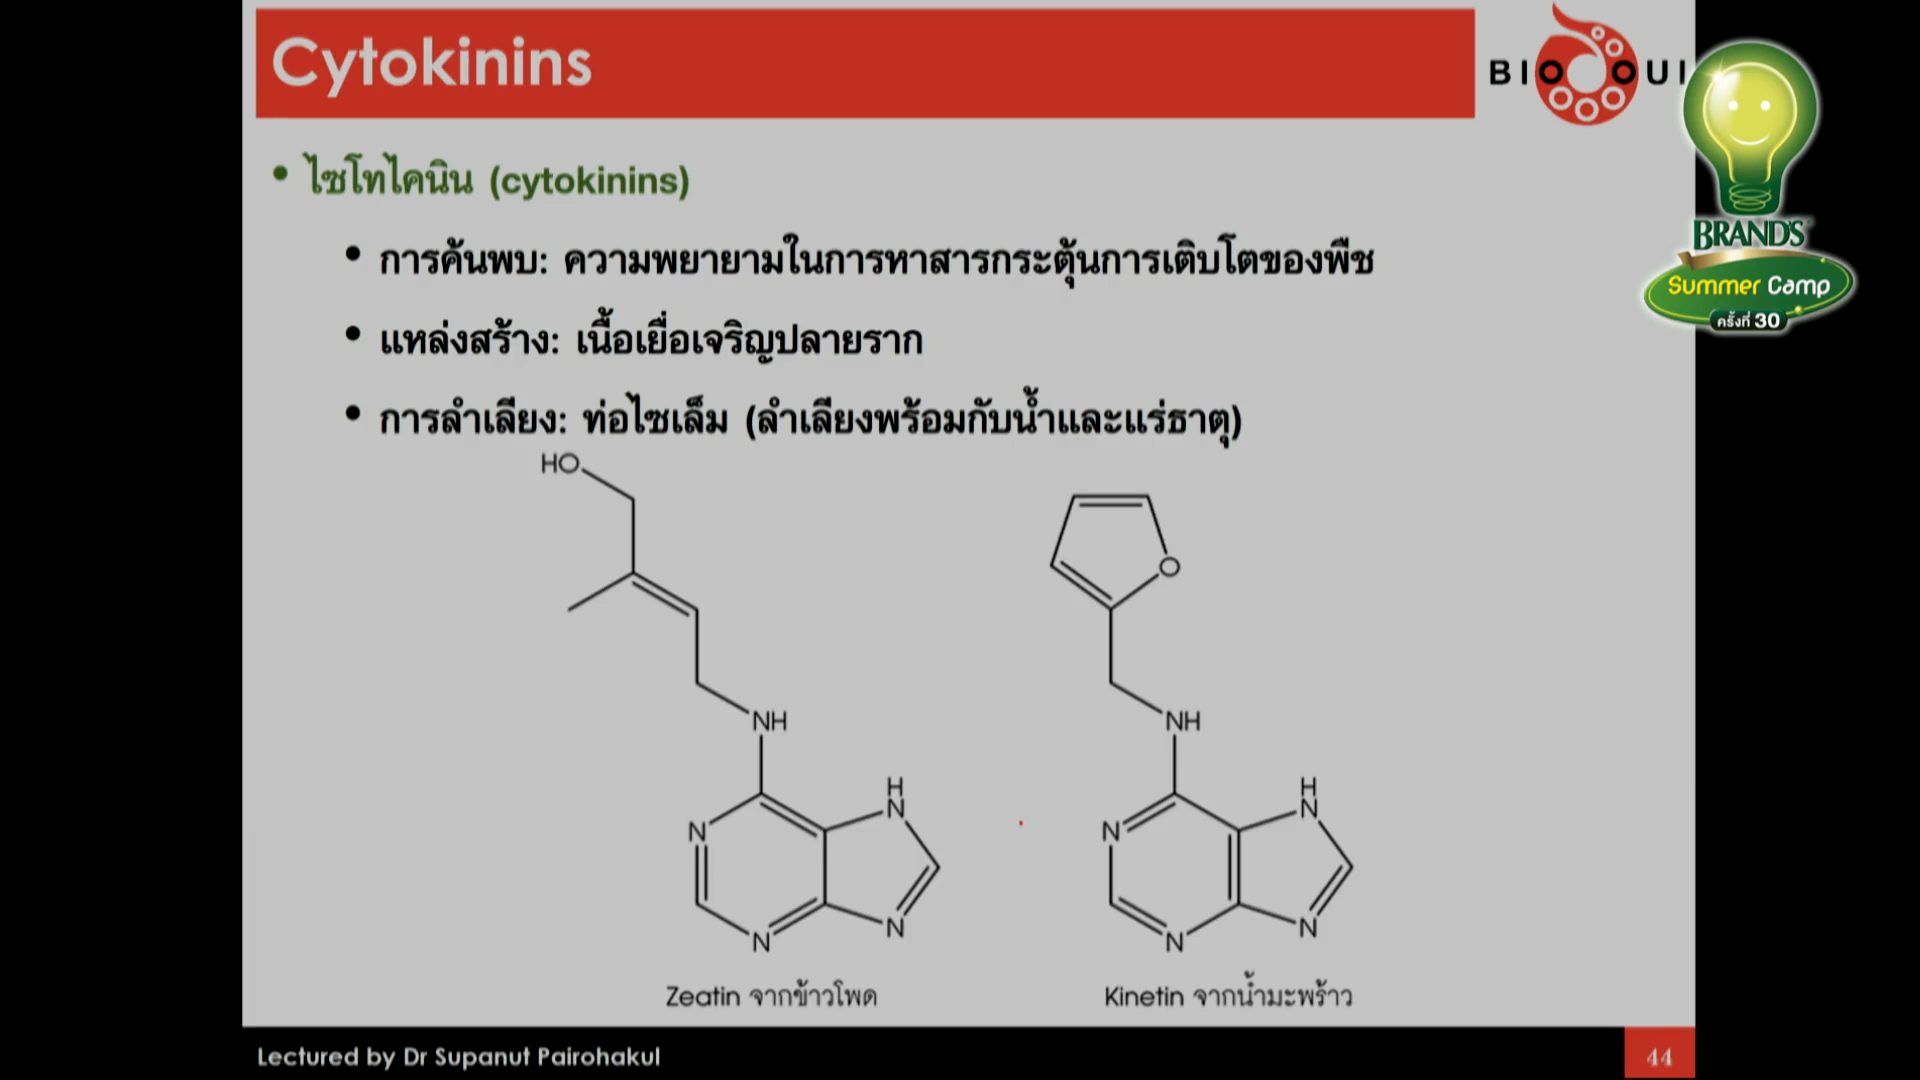 Cytokinins
BIOOUI
BRAND'S
Summer Camp
ครั้งที่ 30
• ไซโทไคนิน (cytokinins)
• การค้นพบ: ความพยายามในการหาสารกระตุ้นการเติบโตของพืช
• แหล่งสร้าง: เนื้อเยื่อเจริญปลายราก
• การลำเลียง: ท่อไซเล็ม (ลำเลียงพร้อมกับน้ำและแร่ธาตุ)
HO
NH
H
N
N
N
N
O
NH
H
N
N
N
N
Zeatin จากข้าวโพด
Kinetin จากน้ำมะพร้าว
Lectured by Dr Supanut Pairohakul
44